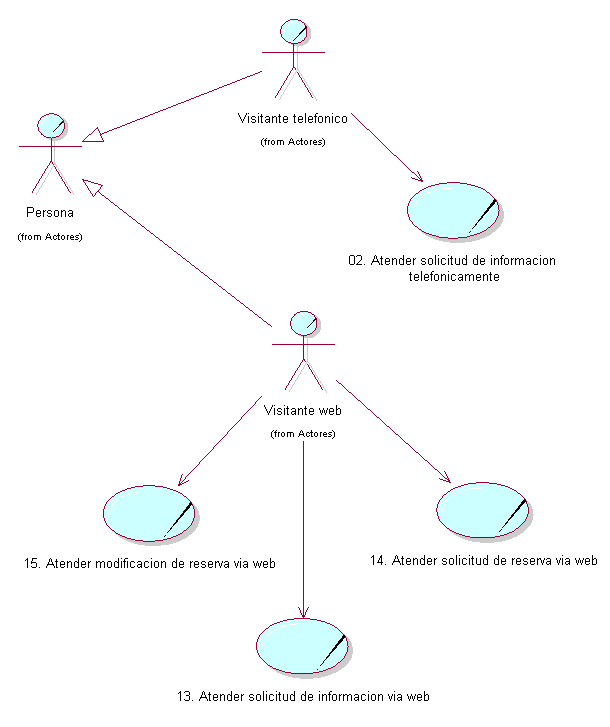 Visitante telefonico
(from Actores)
Persona
(from Actores)
02. Atender solicitud de informacion
telefonicamente
Visitante web
(from Actores)
15. Atender modificacion de reserva via web
14. Atender solicitud de reserva via web
13. Atender solicitud de informacion via web